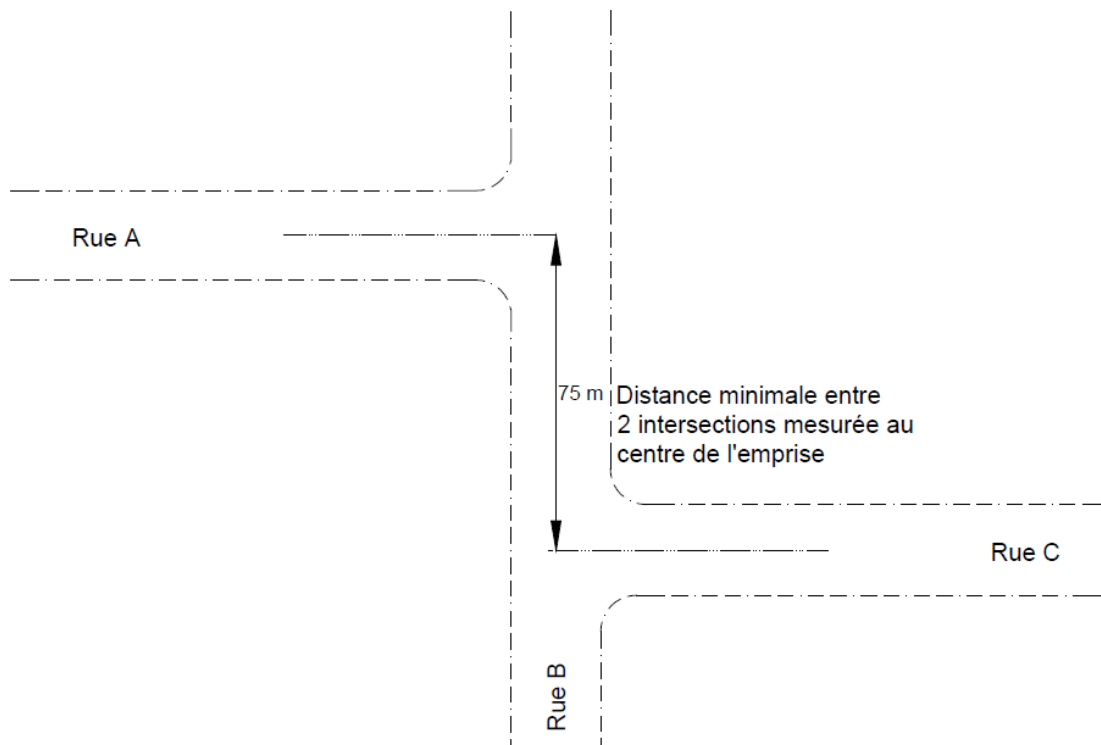 Rue A
75 m
Distance minimale entre
2 intersections mesurée au
centre de l'emprise
Rue C
Rue B